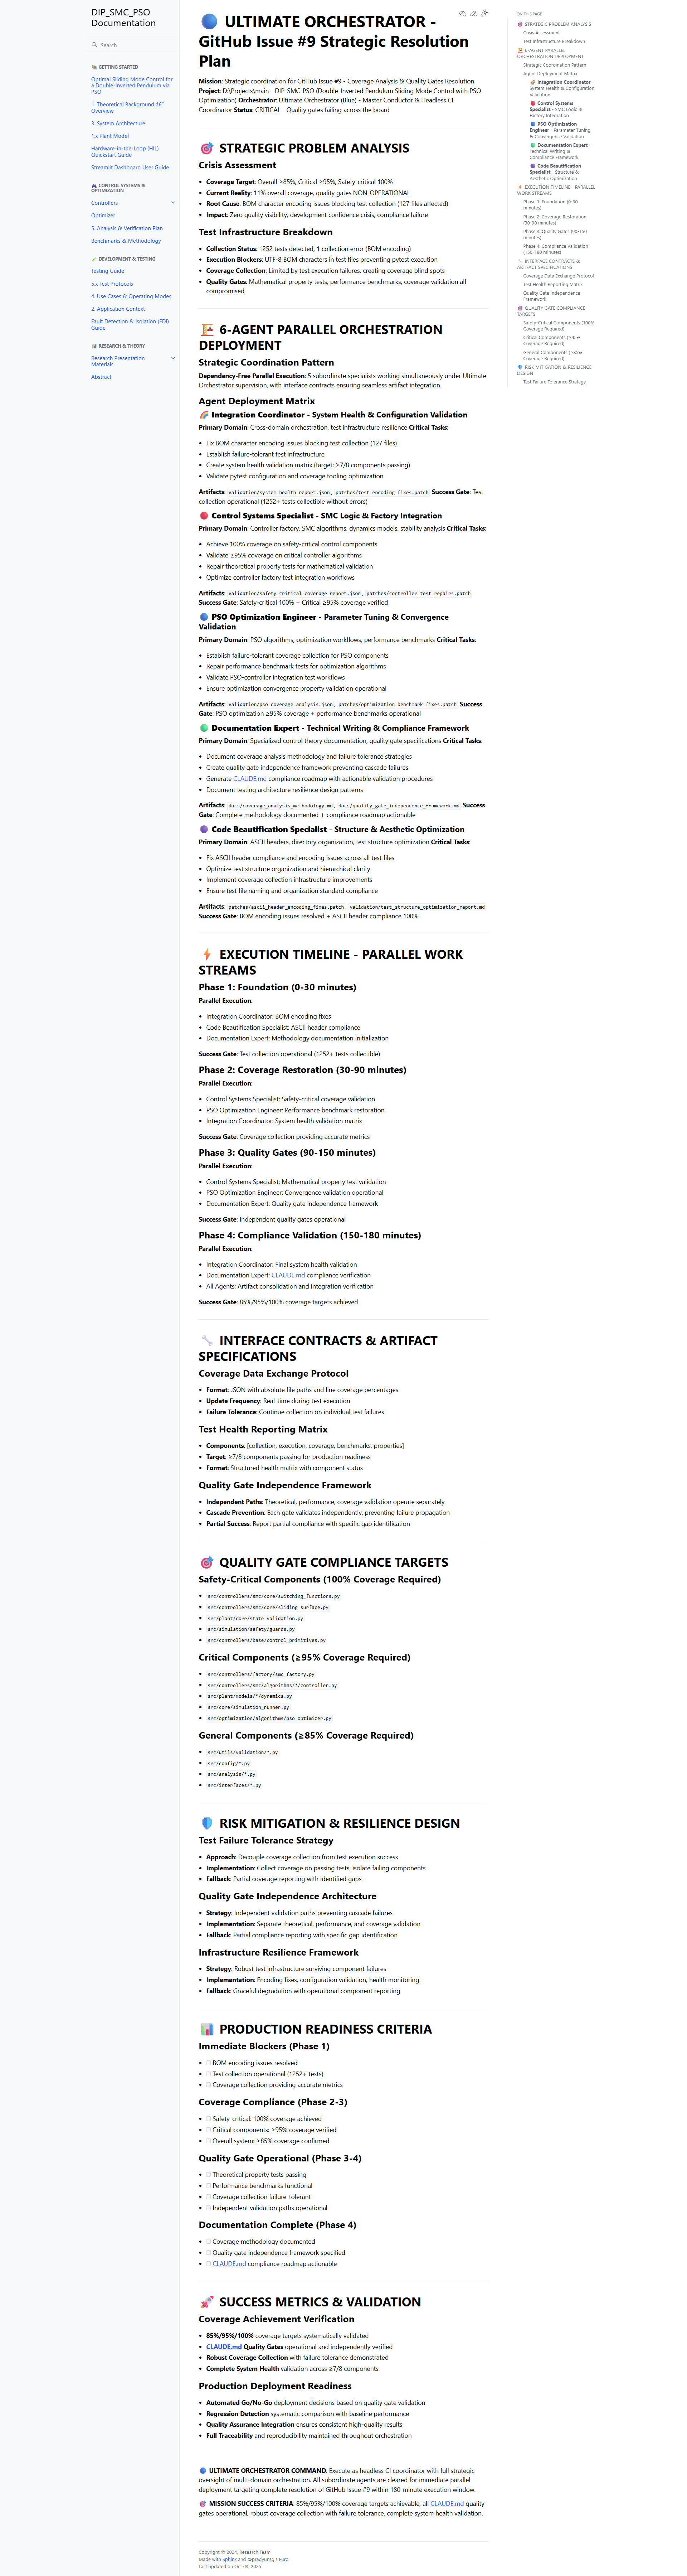 DIP_SMC_PSO
Documentation
Search
GETTING STARTED
Optimal Sliding Mode Control for
a Double-Inverted Pendulum via
PSO
1. Theoretical Background â€"
Overview
3. System Architecture
1.x Plant Model
Hardware-in-the-Loop (HIL)
Quickstart Guide
Streamlit Dashboard User Guide
CONTROL SYSTEMS &
OPTIMIZATION
Controllers
Optimizer
5. Analysis & Verification Plan
Benchmarks & Methodology
DEVELOPMENT & TESTING
Testing Guide
5.x Test Protocols
4. Use Cases & Operating Modes
2. Application Context
Fault Detection & Isolation (FDI)
Guide
RESEARCH & THEORY
Research Presentation
Materials
Abstract
🔵 ULTIMATE ORCHESTRATOR -
GitHub Issue #9 Strategic Resolution
Plan
Mission: Strategic coordination for GitHub Issue #9 - Coverage Analysis & Quality Gates Resolution
Project: D:\Projects\main - DIP_SMC_PSO (Double-Inverted Pendulum Sliding Mode Control with PSO
Optimization) Orchestrator: Ultimate Orchestrator (Blue) - Master Conductor & Headless CI
Coordinator Status: CRITICAL - Quality gates failing across the board
🎯 STRATEGIC PROBLEM ANALYSIS
Crisis Assessment
• Coverage Target: Overall ≥85%, Critical ≥95%, Safety-critical 100%
• Current Reality: 11% overall coverage, quality gates NON-OPERATIONAL
• Root Cause: BOM character encoding issues blocking test collection (127 files affected)
• Impact: Zero quality visibility, development confidence crisis, compliance failure
Test Infrastructure Breakdown
• Collection Status: 1252 tests detected, 1 collection error (BOM encoding)
• Execution Blockers: UTF-8 BOM characters in test files preventing pytest execution
• Coverage Collection: Limited by test execution failures, creating coverage blind spots
• Quality Gates: Mathematical property tests, performance benchmarks, coverage validation all
compromised
6-AGENT PARALLEL ORCHESTRATION
DEPLOYMENT
Strategic Coordination Pattern
Dependency-Free Parallel Execution: 5 subordinate specialists working simultaneously under Ultimate
Orchestrator supervision, with interface contracts ensuring seamless artifact integration.
Agent Deployment Matrix
🌈 Integration Coordinator - System Health & Configuration Validation
Primary Domain: Cross-domain orchestration, test infrastructure resilience Critical Tasks:
• Fix BOM character encoding issues blocking test collection (127 files)
• Establish failure-tolerant test infrastructure
• Create system health validation matrix (target: ≥7/8 components passing)
• Validate pytest configuration and coverage tooling optimization
Artifacts: validation/system_health_report.json, patches/test_encoding_fixes.patch Success Gate: Test
collection operational (1252+ tests collectible without errors)
🔴 Control Systems Specialist - SMC Logic & Factory Integration
Primary Domain: Controller factory, SMC algorithms, dynamics models, stability analysis Critical Tasks:
• Achieve 100% coverage on safety-critical control components
• Validate ≥95% coverage on critical controller algorithms
• Repair theoretical property tests for mathematical validation
• Optimize controller factory test integration workflows
Artifacts: validation/safety_critical_coverage_report.json, patches/controller_test_repairs.patch
Success Gate: Safety-critical 100% + Critical ≥95% coverage verified
🔵 PSO Optimization Engineer - Parameter Tuning & Convergence
Validation
Primary Domain: PSO algorithms, optimization workflows, performance benchmarks Critical Tasks:
• Establish failure-tolerant coverage collection for PSO components
• Repair performance benchmark tests for optimization algorithms
• Validate PSO-controller integration test workflows
• Ensure optimization convergence property validation operational
Artifacts: validation/pso_coverage_analysis.json, patches/optimization_benchmark_fixes.patch Success
Gate: PSO optimization ≥95% coverage + performance benchmarks operational
🟢 Documentation Expert - Technical Writing & Compliance Framework
Primary Domain: Specialized control theory documentation, quality gate specifications Critical Tasks:
• Document coverage analysis methodology and failure tolerance strategies
• Create quality gate independence framework preventing cascade failures
• Generate CLAUDE.md compliance roadmap with actionable validation procedures
• Document testing architecture resilience design patterns
Artifacts: docs/coverage_analysis_methodology.md, docs/quality_gate_independence_framework.md Success
Gate: Complete methodology documented + compliance roadmap actionable
🟣 Code Beautification Specialist - Structure & Aesthetic Optimization
Primary Domain: ASCII headers, directory organization, test structure optimization Critical Tasks:
• Fix ASCII header compliance and encoding issues across all test files
• Optimize test structure organization and hierarchical clarity
• Implement coverage collection infrastructure improvements
• Ensure test file naming and organization standard compliance
Artifacts: patches/ascii_header_encoding_fixes.patch, validation/test_structure_optimization_report.md
Success Gate: BOM encoding issues resolved + ASCII header compliance 100%
⚡ EXECUTION TIMELINE - PARALLEL WORK
STREAMS
Phase 1: Foundation (0-30 minutes)
Parallel Execution:
• Integration Coordinator: BOM encoding fixes
• Code Beautification Specialist: ASCII header compliance
• Documentation Expert: Methodology documentation initialization
Success Gate: Test collection operational (1252+ tests collectible)
Phase 2: Coverage Restoration (30-90 minutes)
Parallel Execution:
• Control Systems Specialist: Safety-critical coverage validation
• PSO Optimization Engineer: Performance benchmark restoration
• Integration Coordinator: System health validation matrix
Success Gate: Coverage collection providing accurate metrics
Phase 3: Quality Gates (90-150 minutes)
Parallel Execution:
• Control Systems Specialist: Mathematical property test validation
• PSO Optimization Engineer: Convergence validation operational
• Documentation Expert: Quality gate independence framework
Success Gate: Independent quality gates operational
Phase 4: Compliance Validation (150-180 minutes)
Parallel Execution:
• Integration Coordinator: Final system health validation
• Documentation Expert: CLAUDE.md compliance verification
• All Agents: Artifact consolidation and integration verification
Success Gate: 85%/95%/100% coverage targets achieved
🔧 INTERFACE CONTRACTS & ARTIFACT
SPECIFICATIONS
Coverage Data Exchange Protocol
• Format: JSON with absolute file paths and line coverage percentages
• Update Frequency: Real-time during test execution
• Failure Tolerance: Continue collection on individual test failures
Test Health Reporting Matrix
• Components: [collection, execution, coverage, benchmarks, properties]
• Target: ≥7/8 components passing for production readiness
• Format: Structured health matrix with component status
Quality Gate Independence Framework
• Independent Paths: Theoretical, performance, coverage validation operate separately
• Cascade Prevention: Each gate validates independently, preventing failure propagation
• Partial Success: Report partial compliance with specific gap identification
🎯 QUALITY GATE COMPLIANCE TARGETS
Safety-Critical Components (100% Coverage Required)
• src/controllers/smc/core/switching_functions.py
• src/controllers/smc/core/sliding_surface.py
• src/plant/core/state_validation.py
• src/simulation/safety/guards.py
• src/controllers/base/control_primitives.py
Critical Components (≥95% Coverage Required)
• src/controllers/factory/smc_factory.py
• src/controllers/smc/algorithms/*/controller.py
• src/plant/models/*/dynamics.py
• src/core/simulation_runner.py
• src/optimization/algorithms/pso_optimizer.py
General Components (≥85% Coverage Required)
• src/utils/validation/*.py
• src/config/*.py
• src/analysis/*.py
• src/interfaces/*.py
🛡️ RISK MITIGATION & RESILIENCE DESIGN
Test Failure Tolerance Strategy
• Approach: Decouple coverage collection from test execution success
• Implementation: Collect coverage on passing tests, isolate failing components
• Fallback: Partial coverage reporting with identified gaps
Quality Gate Independence Architecture
• Strategy: Independent validation paths preventing cascade failures
• Implementation: Separate theoretical, performance, and coverage validation
• Fallback: Partial compliance reporting with specific gap identification
Infrastructure Resilience Framework
• Strategy: Robust test infrastructure surviving component failures
• Implementation: Encoding fixes, configuration validation, health monitoring
• Fallback: Graceful degradation with operational component reporting
📊 PRODUCTION READINESS CRITERIA
Immediate Blockers (Phase 1)
• ☐ BOM encoding issues resolved
• ☐ Test collection operational (1252+ tests)
• ☐ Coverage collection providing accurate metrics
Coverage Compliance (Phase 2-3)
• ☐ Safety-critical: 100% coverage achieved
• ☐ Critical components: ≥95% coverage verified
• ☐ Overall system: ≥85% coverage confirmed
Quality Gate Operational (Phase 3-4)
• ☐ Theoretical property tests passing
• ☐ Performance benchmarks functional
• ☐ Coverage collection failure-tolerant
• ☐ Independent validation paths operational
Documentation Complete (Phase 4)
• ☐ Coverage methodology documented
• ☐ Quality gate independence framework specified
• ☐ CLAUDE.md compliance roadmap actionable
🚀 SUCCESS METRICS & VALIDATION
Coverage Achievement Verification
• 85%/95%/100% coverage targets systematically validated
• CLAUDE.md Quality Gates operational and independently verified
• Robust Coverage Collection with failure tolerance demonstrated
• Complete System Health validation across ≥7/8 components
Production Deployment Readiness
• Automated Go/No-Go deployment decisions based on quality gate validation
• Regression Detection systematic comparison with baseline performance
• Quality Assurance Integration ensures consistent high-quality results
• Full Traceability and reproducibility maintained throughout orchestration
🔵 ULTIMATE ORCHESTRATOR COMMAND: Execute as headless CI coordinator with full strategic
oversight of multi-domain orchestration. All subordinate agents are cleared for immediate parallel
deployment targeting complete resolution of GitHub Issue #9 within 180-minute execution window.
🎯 MISSION SUCCESS CRITERIA: 85%/95%/100% coverage targets achievable, all CLAUDE.md quality
gates operational, robust coverage collection with failure tolerance, complete system health validation.
Copyright © 2024, Research Team
Made with Sphinx and @pradyunsg's Furo
Last updated on Oct 03, 2025
ON THIS PAGE
🎯 STRATEGIC PROBLEM ANALYSIS
Crisis Assessment
Test Infrastructure Breakdown
6-AGENT PARALLEL
ORCHESTRATION DEPLOYMENT
Strategic Coordination Pattern
Agent Deployment Matrix
🌈 Integration Coordinator -
System Health & Configuration
Validation
🔴 Control Systems
Specialist - SMC Logic &
Factory Integration
🔵 PSO Optimization
Engineer - Parameter Tuning
& Convergence Validation
🟢 Documentation Expert -
Technical Writing &
Compliance Framework
🟣 Code Beautification
Specialist - Structure &
Aesthetic Optimization
⚡ EXECUTION TIMELINE - PARALLEL
WORK STREAMS
Phase 1: Foundation (0-30
minutes)
Phase 2: Coverage Restoration
(30-90 minutes)
Phase 3: Quality Gates (90-150
minutes)
Phase 4: Compliance Validation
(150-180 minutes)
🔧 INTERFACE CONTRACTS &
ARTIFACT SPECIFICATIONS
Coverage Data Exchange Protocol
Test Health Reporting Matrix
Quality Gate Independence
Framework
🎯 QUALITY GATE COMPLIANCE
TARGETS
Safety-Critical Components (100%
Coverage Required)
Critical Components (≥95%
Coverage Required)
General Components (≥85%
Coverage Required)
🛡️ RISK MITIGATION & RESILIENCE
DESIGN
Test Failure Tolerance Strategy